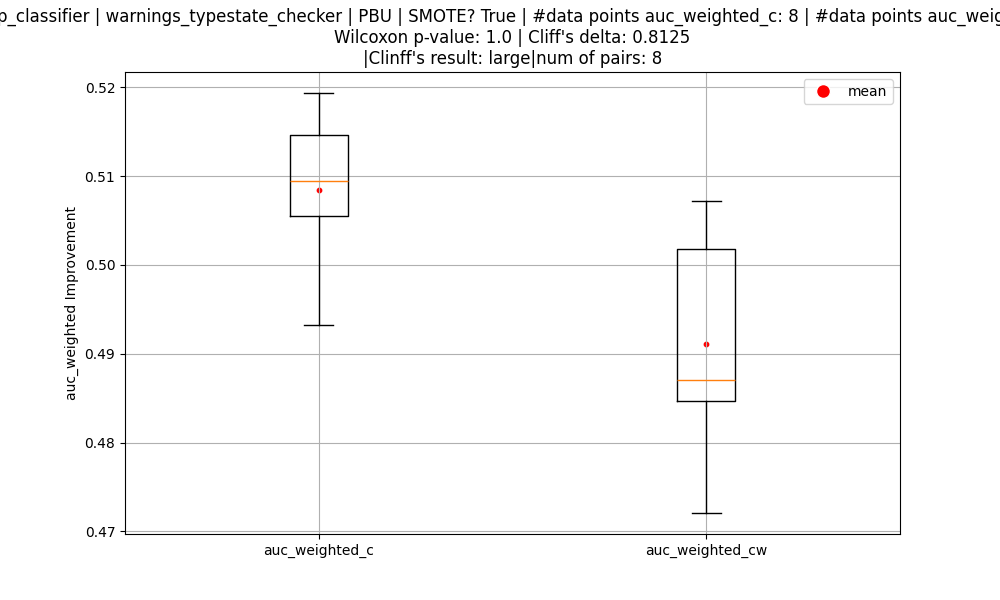 | warnings_typestate_checker | PBU | SMOTE? True | #data points auc_weighted_c: 8 | #data points
Wilcoxon p-value: 1.0 | Cliff's delta: 0.8125
|Clinff's result: large|num of pairs: 8
mean
0.52
0.51
0.50
0.49
0.48
0.47
auc_weighted Improvement
auc_weighted_c
auc_weighted_cw